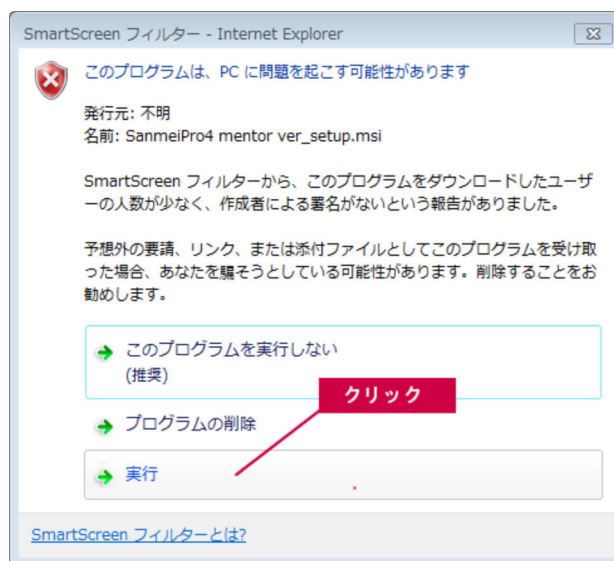 SmartScreen フィルター - Internet Explorer
このプログラムは、PC に問題を起こす可能性があります
発行元: 不明
名前: SanmeiPro4 mentor ver_setup.msi
SmartScreen フィルターから、このプログラムをダウンロードしたユーザ
ーの人数が少なく、作成者による署名がないという報告がありました。
予想外の要請、リンク、または添付ファイルとしてこのプログラムを受け取
った場合、あなたを騙そうとしている可能性があります。削除することをお
勧めします。
このプログラムを実行しない
(推奨)
クリック
プログラムの削除
実行
SmartScreen フィルターとは?